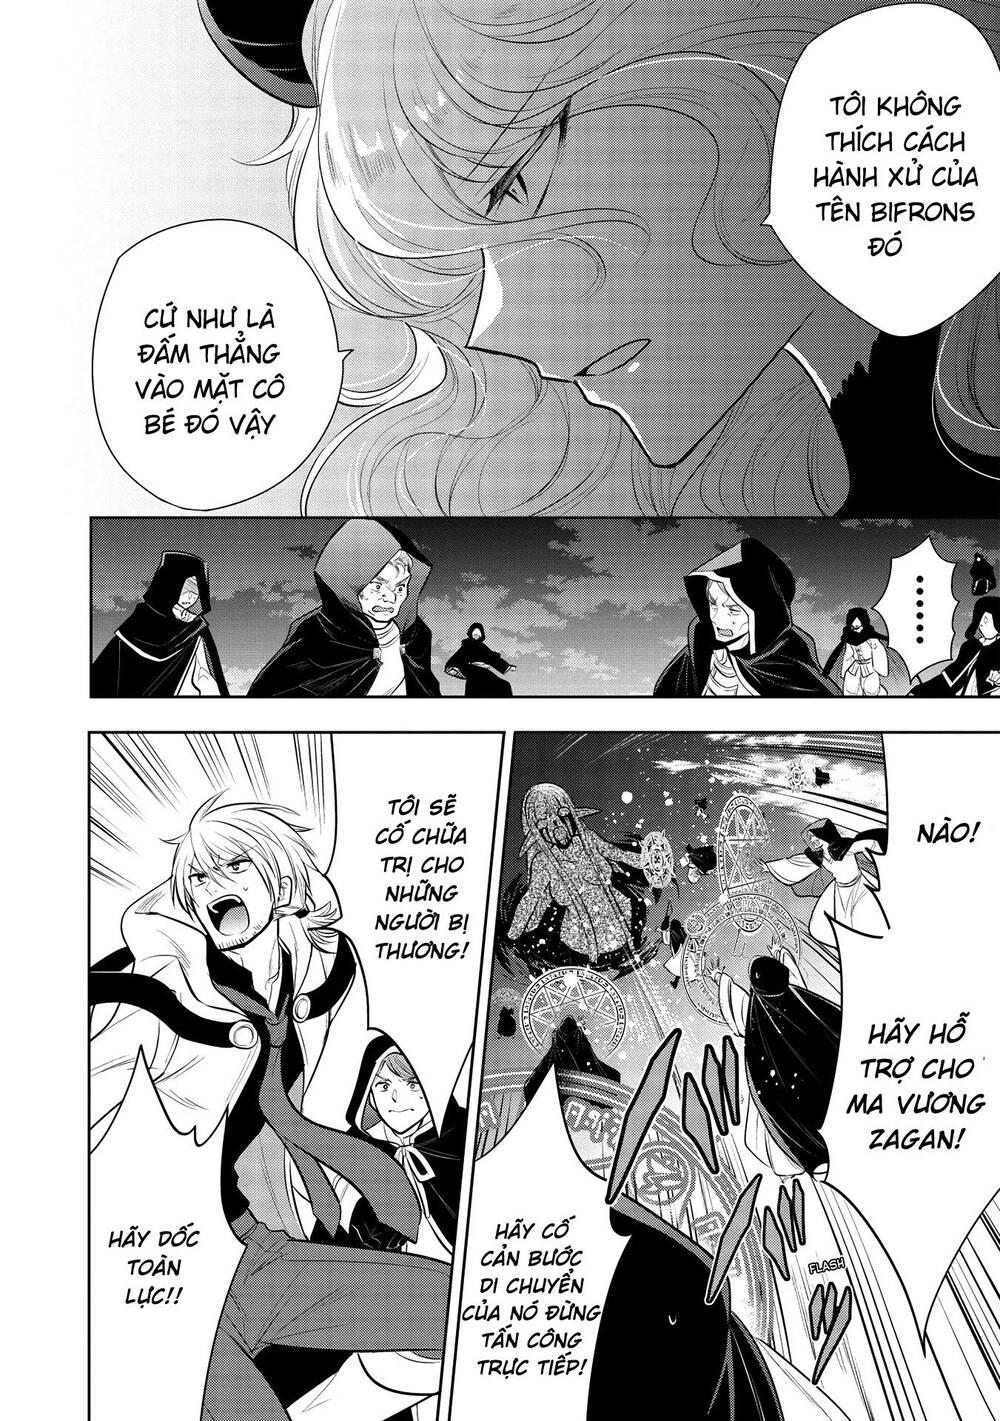 TÔI KHÔNG
THÍCH CÁCH
HÀNH XỬ CỦA
TÊN BIFRONS
ĐÓ
CỨ NHƯ LÀ
ĐẤM THẲNG
VÀO MẶT CÔ
BÉ ĐÓ VẬY
......
NÀO!
HÃY HỖ
TRỢ CHO
MA VƯƠNG
ZAGAN!
FLASH
HÃY CỐ
CẢN BƯỚC
DI CHUYỂN
CỦA NÓ ĐỪNG
TẤN CÔNG
TRỰC TIẾP!
TÔI SẼ
CỐ CHỮA
TRỊ CHO
NHỮNG
NGƯỜI BỊ
THƯƠNG!
HÃY DỐC
TOÀN
LỰC!!